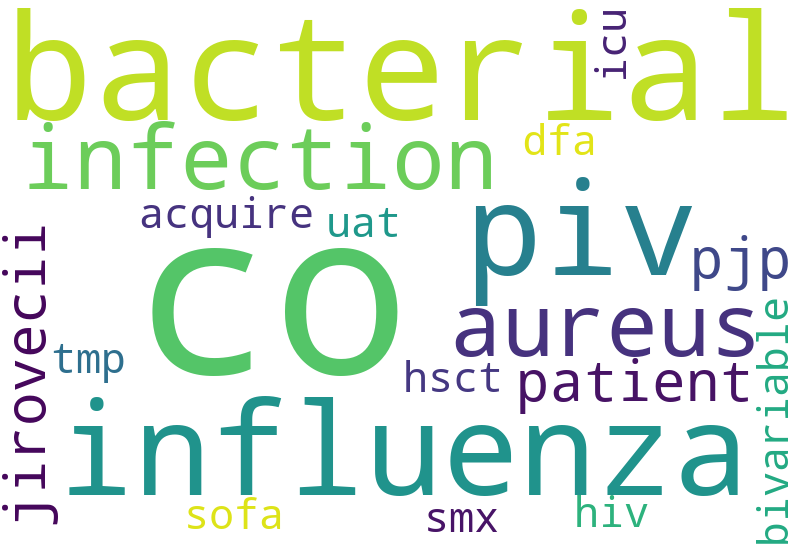 bacterial
icu
infection
dfa
acquire
uat
piv
pjp
co
jirovecii
aureus
bivariable
tmp
hsct
patient
influenza
sofa
smx
hiv